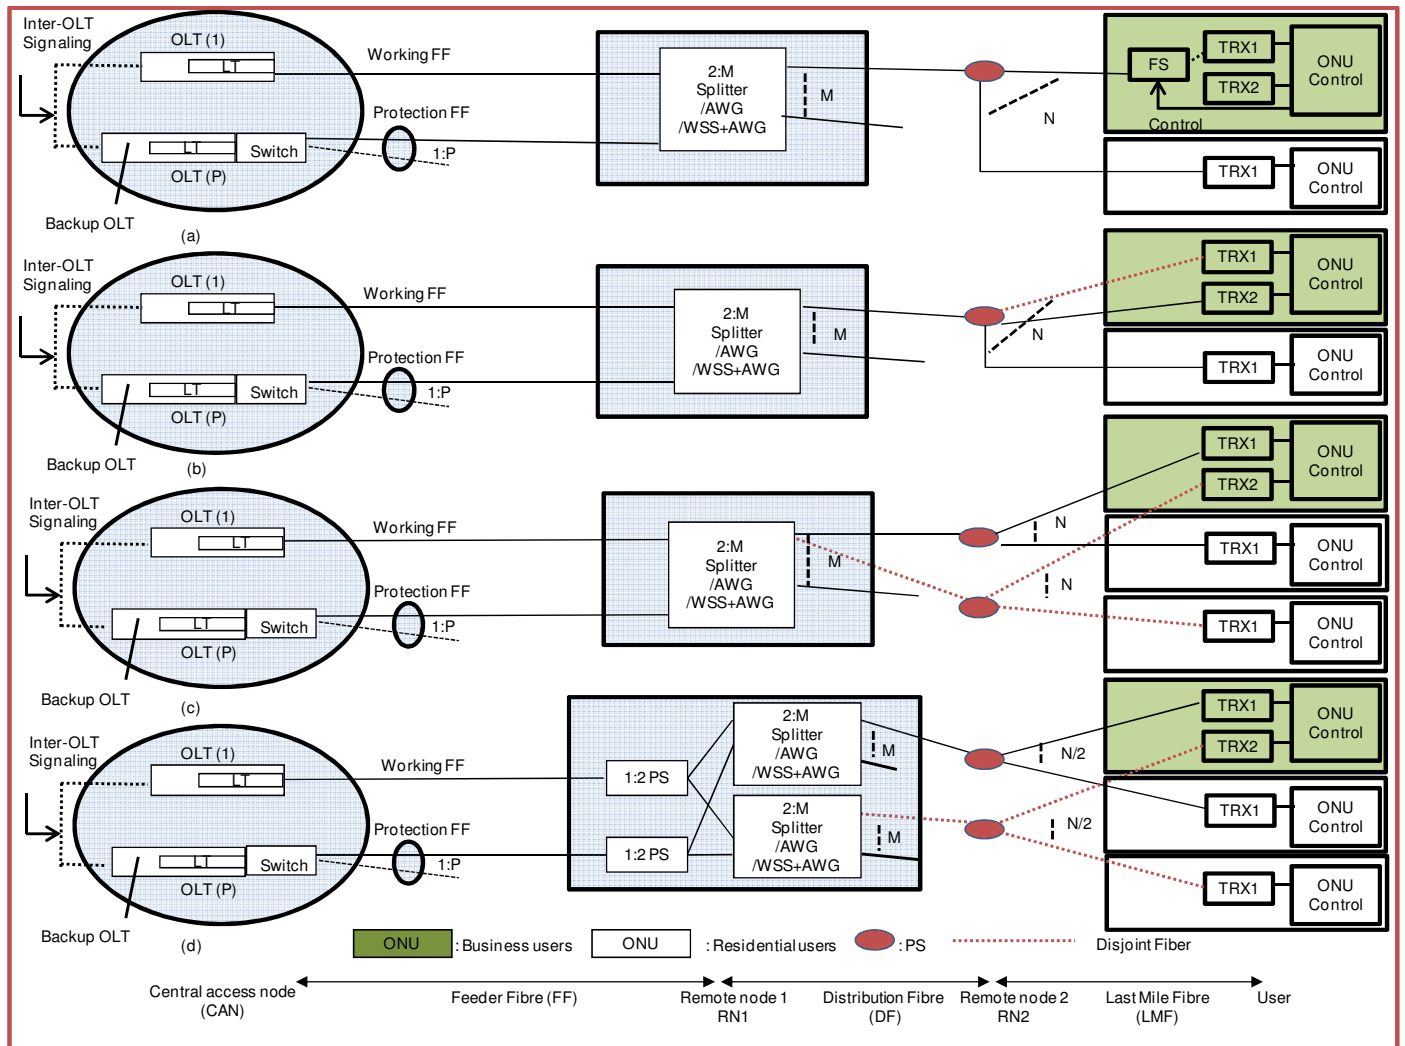 Inter-OLT
Signaling
OLT (1)
LT
Working FF
Protection FF
1:P
LT
Switch
OLT (P)
Backup OLT
(a)
2:M
Splitter
/AWG
/WSS+AWG
M
N
FS
TRX1
TRX2
Control
ONU
Control
TRX1
ONU
Control
Inter-OLT
Signaling
OLT (1)
LT
Working FF
Protection FF
1:P
LT
Switch
OLT (P)
Backup OLT
(b)
2:M
Splitter
/AWG
/WSS+AWG
M
N
TRX1
TRX2
ONU
Control
TRX1
ONU
Control
Inter-OLT
Signaling
OLT (1)
LT
Working FF
Protection FF
1:P
LT
Switch
OLT (P)
Backup OLT
(c)
2:M
Splitter
/AWG
/WSS+AWG
M
N
N
TRX1
TRX2
ONU
Control
TRX1
ONU
Control
TRX1
ONU
Control
Inter-OLT
Signaling
OLT (1)
LT
Working FF
Protection FF
1:P
LT
Switch
OLT (P)
Backup OLT
(d)
1:2 PS
1:2 PS
2:M
Splitter
/AWG
/WSS+AWG
M
2:M
Splitter
/AWG
/WSS+AWG
M
N/2
N/2
TRX1
TRX2
ONU
Control
TRX1
ONU
Control
TRX1
ONU
Control
ONU : Business users
ONU : Residential users
: PS
Disjoint Fiber
Central access node
(CAN)
Feeder Fibre (FF)
Remote node 1
RN1
Distribution Fibre
(DF)
Remote node 2
RN2
Last Mile Fibre
(LMF)
User